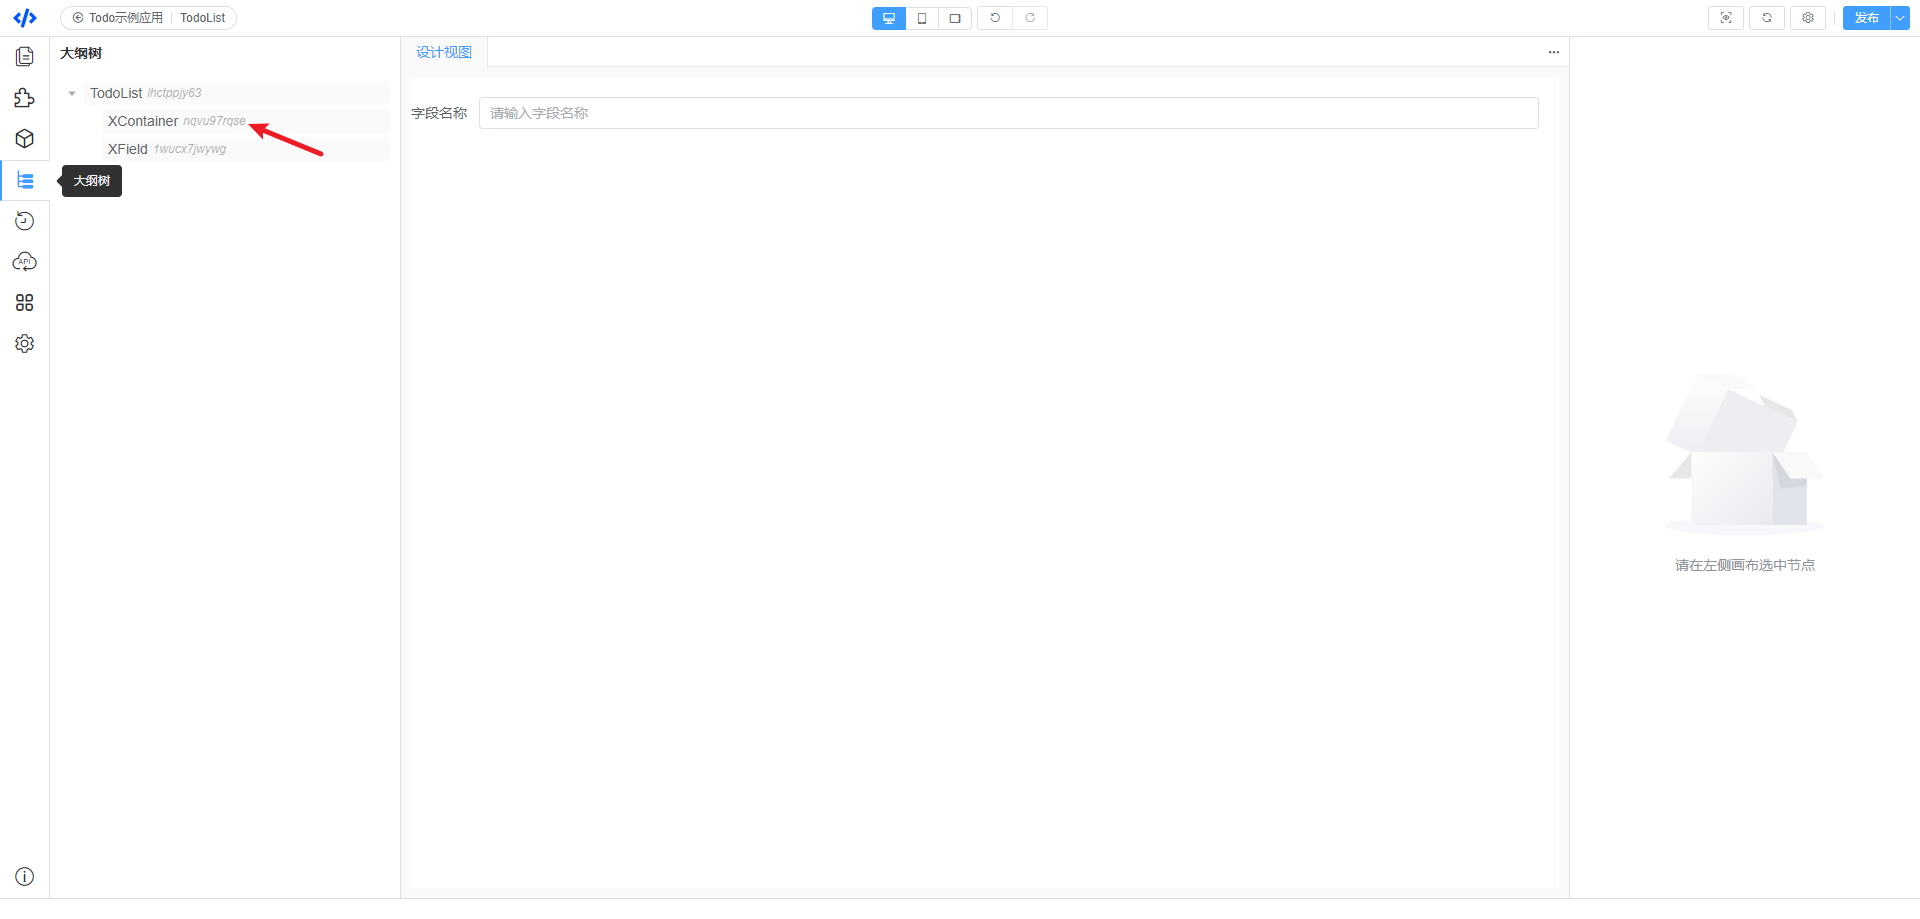 Todo示例应用 TodoList
发布
大纲树
设计视图
TodoList lhctppjy63
XContainer nqvu97rqse
XField 1wucx7jwywg
字段名称 请输入字段名称
大纲树
API
请在左侧画布选中节点